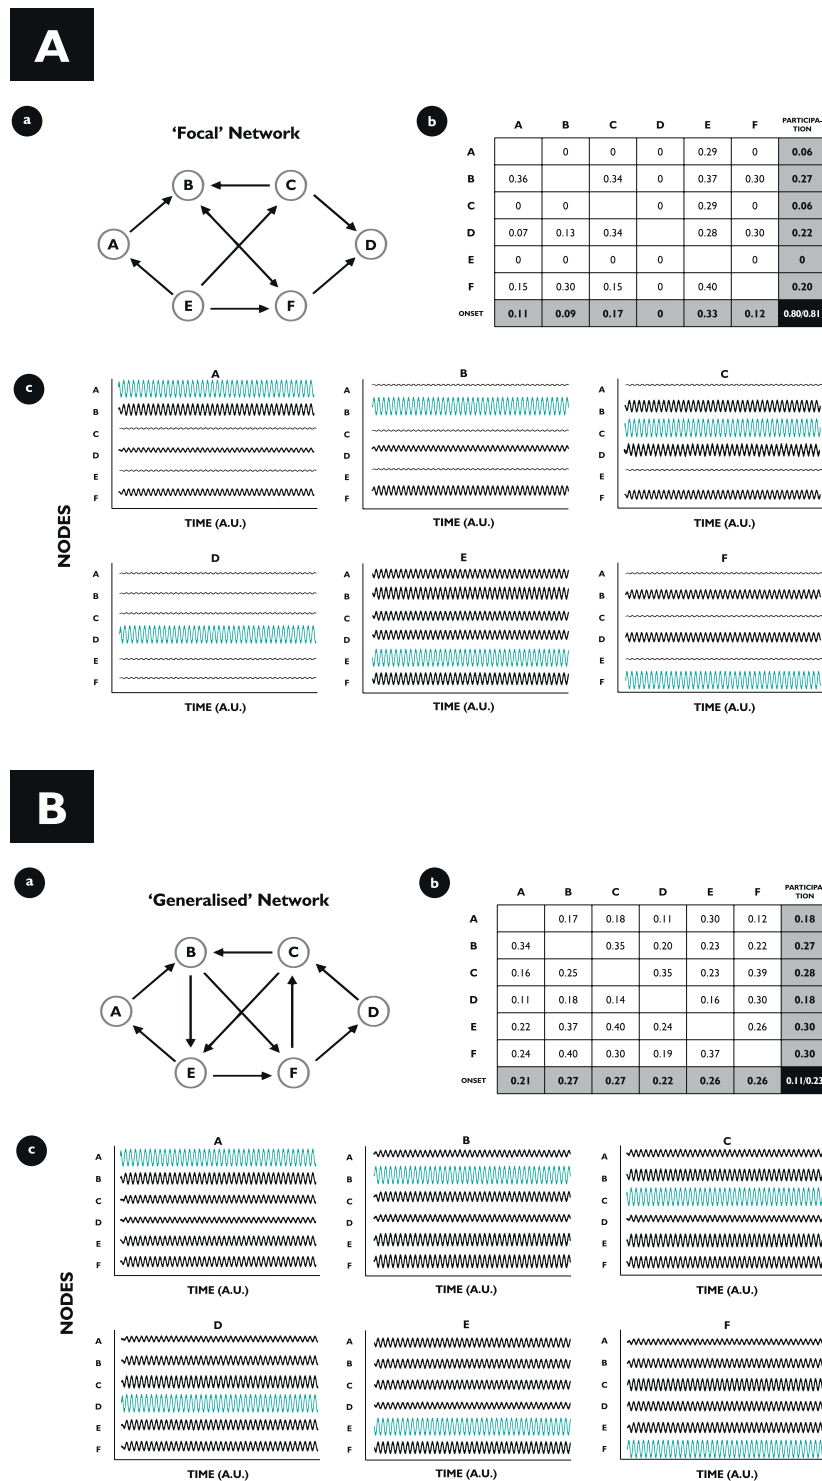 A
a
'Focal' Network
B C
A D
E F
b
A B C D E F PARTICIPA-
TION
A 0 0 0 0.29 0 0.06
B 0.36 0.34 0 0.37 0.30 0.27
C 0 0 0 0.29 0 0.06
D 0.07 0.13 0.34 0.28 0.30 0.22
E 0 0 0 0 0 0
F 0.15 0.30 0.15 0 0.40 0.20
ONSET 0.11 0.09 0.17 0 0.33 0.12 0.80/0.81
c
NODES
A
A
B
C
D
E
F
TIME (A.U.)
B
A
B
C
D
E
F
TIME (A.U.)
C
A
B
C
D
E
F
TIME (A.U.)
D
A
B
C
D
E
F
TIME (A.U.)
E
A
B
C
D
E
F
TIME (A.U.)
F
A
B
C
D
E
F
TIME (A.U.)
B
a
'Generalised' Network
B C
A D
E F
b
A B C D E F PARTICIPA-
TION
A 0.17 0.18 0.11 0.30 0.12 0.18
B 0.34 0.35 0.20 0.23 0.22 0.27
C 0.16 0.25 0.35 0.23 0.39 0.28
D 0.11 0.18 0.14 0.16 0.30 0.18
E 0.22 0.37 0.40 0.24 0.26 0.30
F 0.24 0.40 0.30 0.19 0.37 0.30
ONSET 0.21 0.27 0.27 0.22 0.26 0.26 0.11/0.23
c
NODES
A
A
B
C
D
E
F
TIME (A.U.)
B
A
B
C
D
E
F
TIME (A.U.)
C
A
B
C
D
E
F
TIME (A.U.)
D
A
B
C
D
E
F
TIME (A.U.)
E
A
B
C
D
E
F
TIME (A.U.)
F
A
B
C
D
E
F
TIME (A.U.)